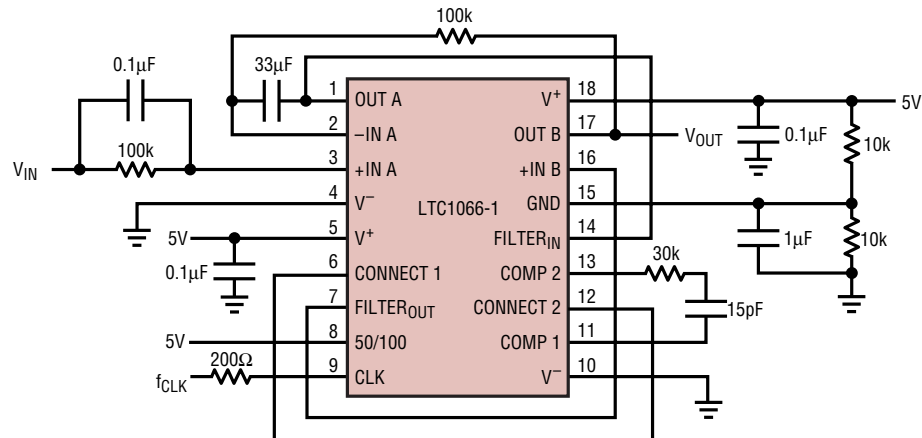 100k
0.1µF
33µF
1 OUT A
V+ 18
5V
2 –IN A
OUT B 17
VOUT
0.1µF
10k
VIN
100k
3 +IN A
+IN B 16
4 V–
LTC1066-1
GND 15
5V
5 V+
FILTERIN 14
1µF
10k
0.1µF
6 CONNECT 1
COMP 2 13
30k
7 FILTEROUT
CONNECT 2 12
15pF
5V
8 50/100
COMP 1 11
fCLK
200Ω
9 CLK
V– 10